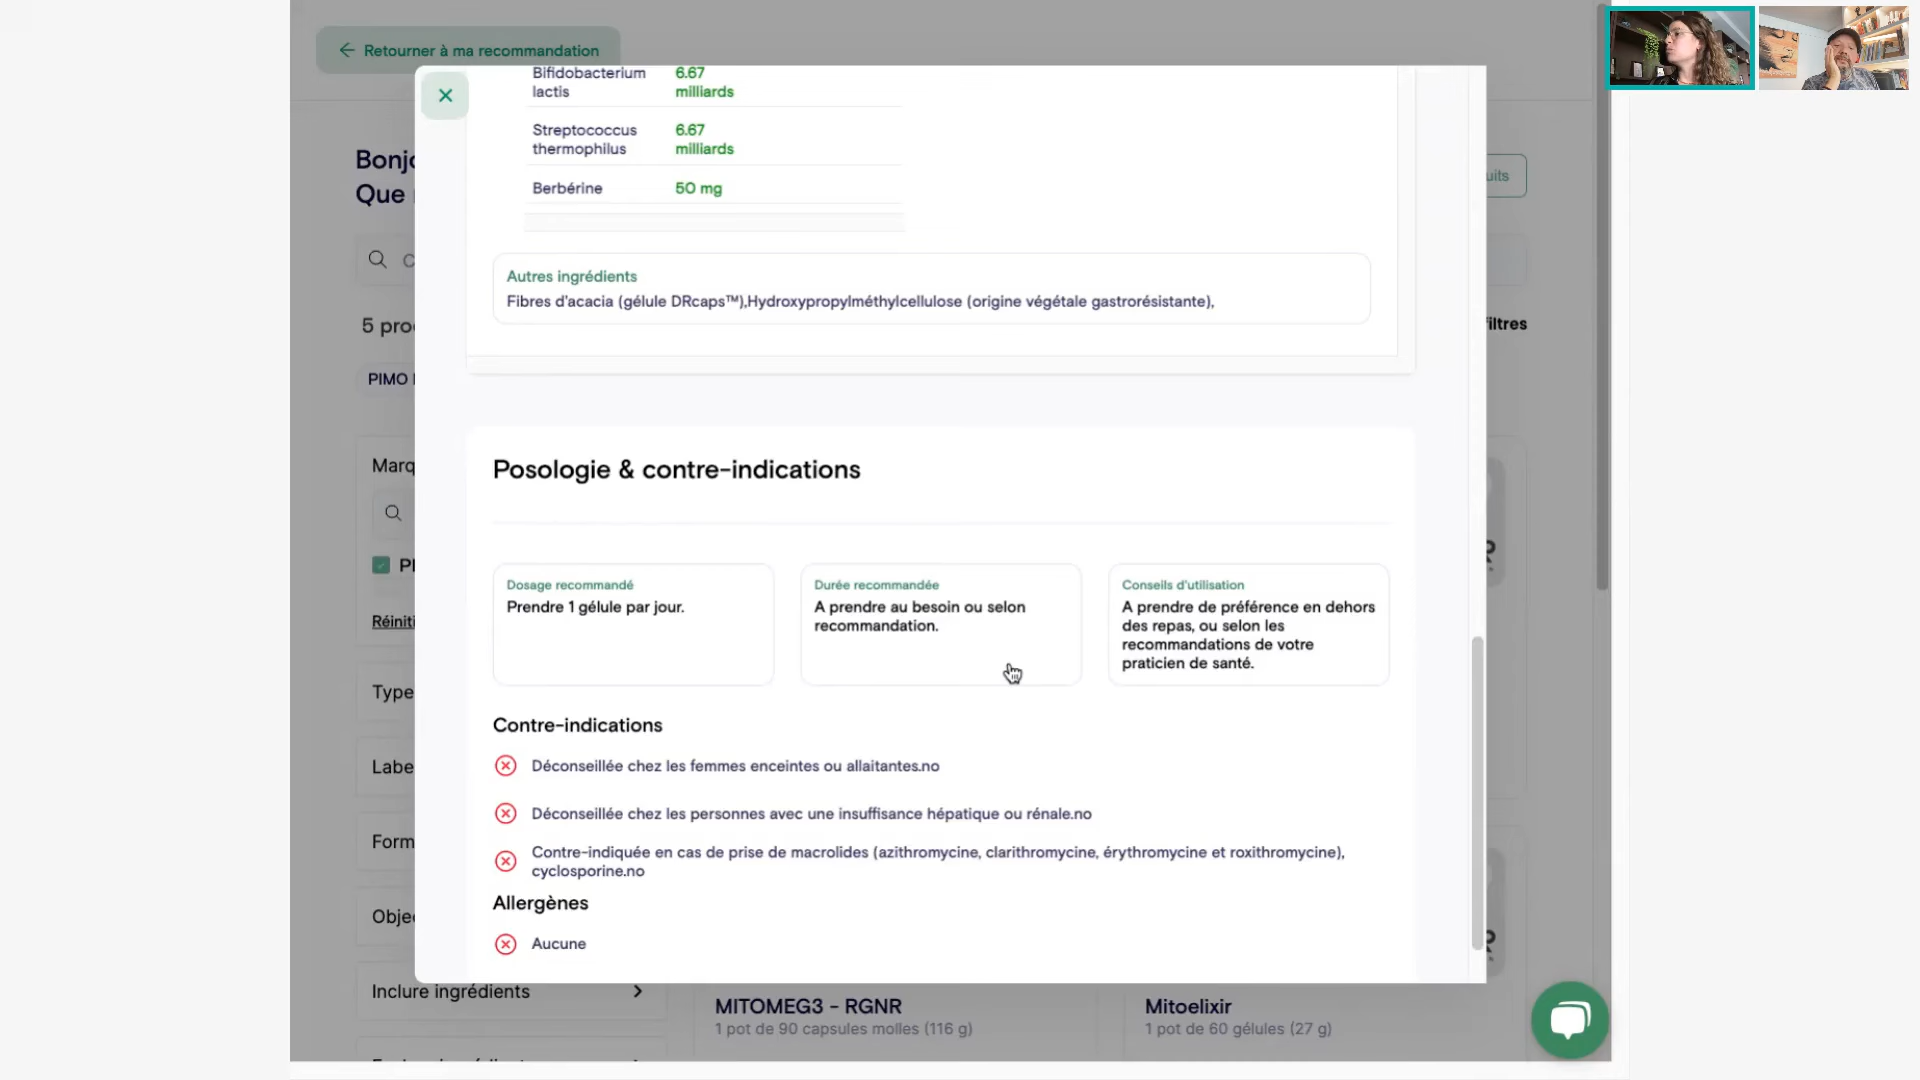 Retourner à ma recommandation
Bifidobacterium lactis
6.67 milliards
Streptococcus thermophilus
6.67 milliards
Berbérine
50 mg
Autres ingrédients
Fibres d'acacia (gélule DRcaps™),Hydroxypropylméthylcellulose (origine végétale gastrorésistante),
Bonj
Que
uits
C
5 pro
filtres
PIMO
Marq
Pl
Réiniti
Type
Labe
Form
Obje
Posologie & contre-indications
Dosage recommandé
Prendre 1 gélule par jour.
Durée recommandée
A prendre au besoin ou selon
recommandation.
Conseils d'utilisation
A prendre de préférence en dehors
des repas, ou selon les
recommandations de votre
praticien de santé.
Contre-indications
Déconseillée chez les femmes enceintes ou allaitantes.no
Déconseillée chez les personnes avec une insuffisance hépatique ou rénale.no
Contre-indiquée en cas de prise de macrolides (azithromycine, clarithromycine, érythromycine et roxithromycine),
cyclosporine.no
Allergènes
Aucune
Inclure ingrédients
MITOMEG3 - RGNR
1 pot de 90 capsules molles (116 g)
Mitoelixir
1 pot de 60 gélules (27 g)